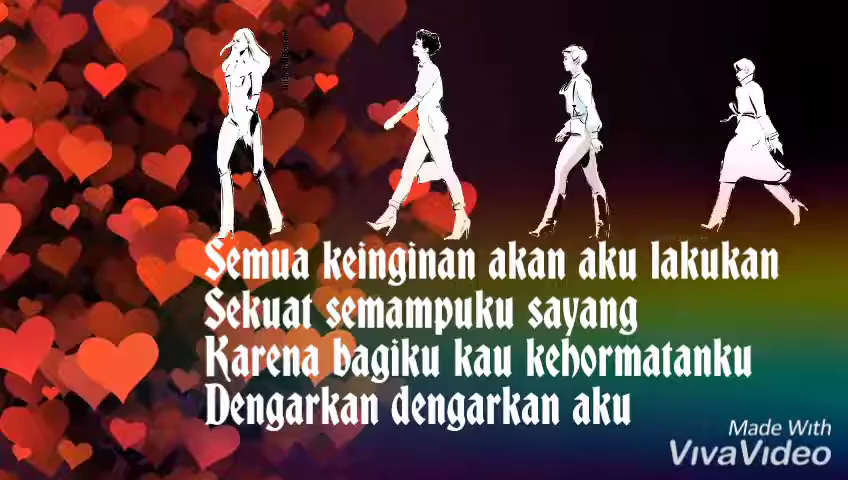 Semua keinginan akan aku lakukan
Sekuat semampuku sayang
Karena bagiku kau kehormatanku
Dengarkan dengarkan aku
Made With
VivaVideo